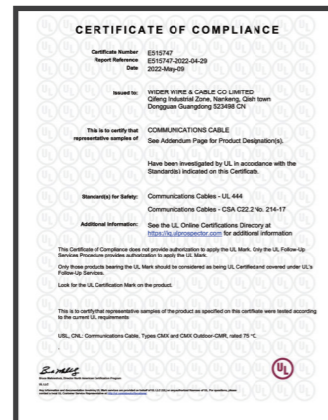 CERTIFICATE OF COMPLIANCE
Certificate Number E515747
Report Reference E515747-2022-04-29
Date 2022-May-09
Issued to: WIDER WIRE & CABLE CO LIMITED
Qifeng Industrial Zone, Nankeng, Qish town
Dongguan Guangdong 523498 CN
This is to certify that COMMUNICATIONS CABLE
representative samples of See Addendum Page for Product Designation(s).
Have been investigated by UL in accordance with the
Standard(s) indicated on this Certificate.
Standard(s) for Safety: Communications Cables - UL 444
Communications Cables - CSA C22.2 No. 214-17
Additional Information: See the UL Online Certifications Directory at
https://iq.ulprospector.com for additional information
This Certificate of Compliance does not provide authorization to apply the UL Mark. Only the UL Follow-Up
Services Procedure provides authorization to apply the UL Mark.
Only those products bearing the UL Mark should be considered as being UL Certified and covered under UL's
Follow-Up Services.
Look for the UL Certification Mark on the product.
This is to certify that representative samples of the product as specified on this certificate were tested according
to the current UL requirements
USL, CNL: Communications Cable, Types CMX and CMX Outdoor-CMR, rated 75 °C.
UL